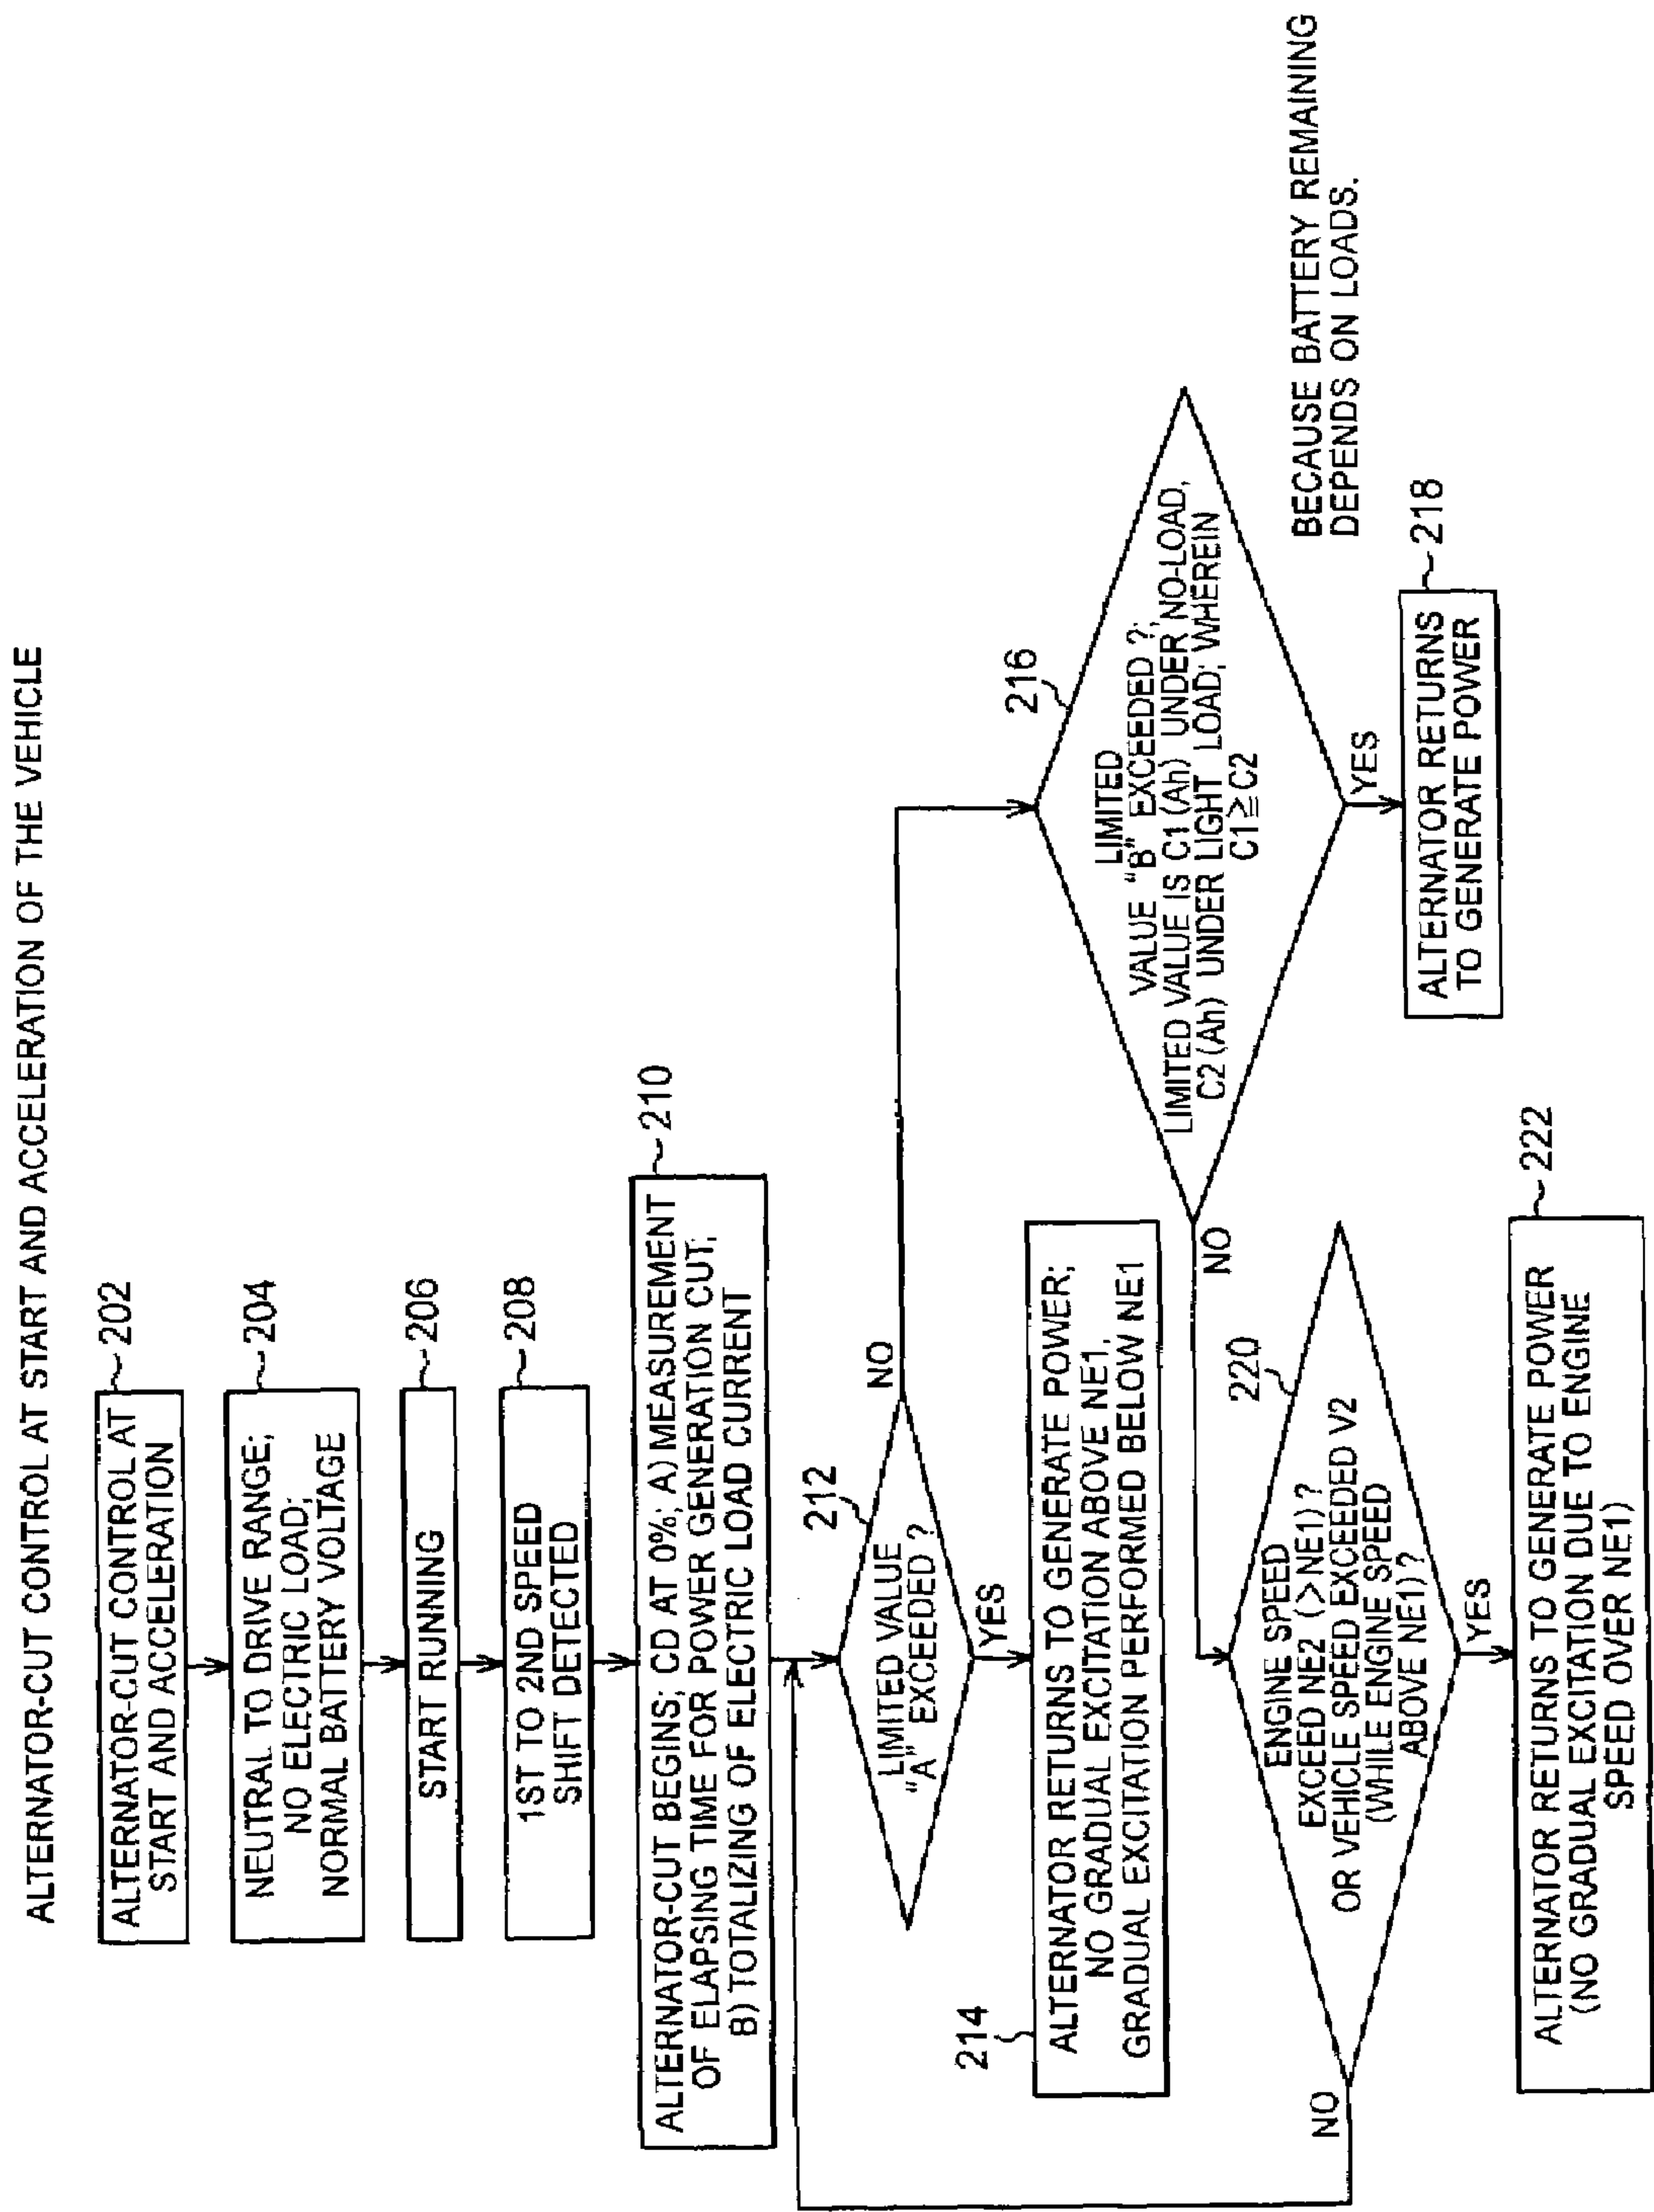 ALTERNATOR-CUT CONTROL AT START AND ACCELERATION OF THE VEHICLE
ALTERNATOR-CUT CONTROL AT
START AND ACCELERATION
202
NEUTRAL TO DRIVE RANGE;
NO ELECTRIC LOAD;
NORMAL BATTERY VOLTAGE
204
START RUNNING
206
1ST TO 2ND SPEED
SHIFT DETECTED
208
ALTERNATOR-CUT BEGINS; CD AT 0%; A) MEASUREMENT
OF ELAPSING TIME FOR POWER GENERATION CUT;
B) TOTALIZING OF ELECTRIC LOAD CURRENT
210
LIMITED VALUE
"A" EXCEEDED ?
212
NO
YES
214
ALTERNATOR RETURNS TO GENERATE POWER;
NO GRADUAL EXCITATION ABOVE NE1,
GRADUAL EXCITATION PERFORMED BELOW NE1
216
LIMITED
VALUE "B" EXCEEDED ?;
LIMITED VALUE IS C1 (Ah) UNDER NO-LOAD,
C2 (Ah) UNDER LIGHT LOAD; WHEREIN
C1≧C2
NO
YES
BECAUSE BATTERY REMAINING
DEPENDS ON LOADS.
ALTERNATOR RETURNS
TO GENERATE POWER
218
220
ENGINE SPEED
EXCEED NE2 (>NE1)?
OR VEHICLE SPEED EXCEEDED V2
(WHILE ENGINE SPEED
ABOVE NE1)?
NO
YES
ALTERNATOR RETURNS TO GENERATE POWER
(NO GRADUAL EXCITATION DUE TO ENGINE
SPEED OVER NE1)
222